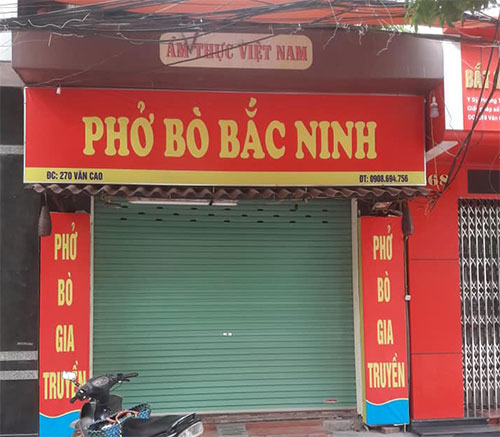 ẨM THỰC VIỆT NAM
PHỞ BÒ BẮC NINH
ĐC: 270 VĂN CAO
ĐT: 0908.694.756
PHỞ
BÒ
GIA
TRUYỀN
PHỞ
BÒ
GIA
TRUYỀN
68